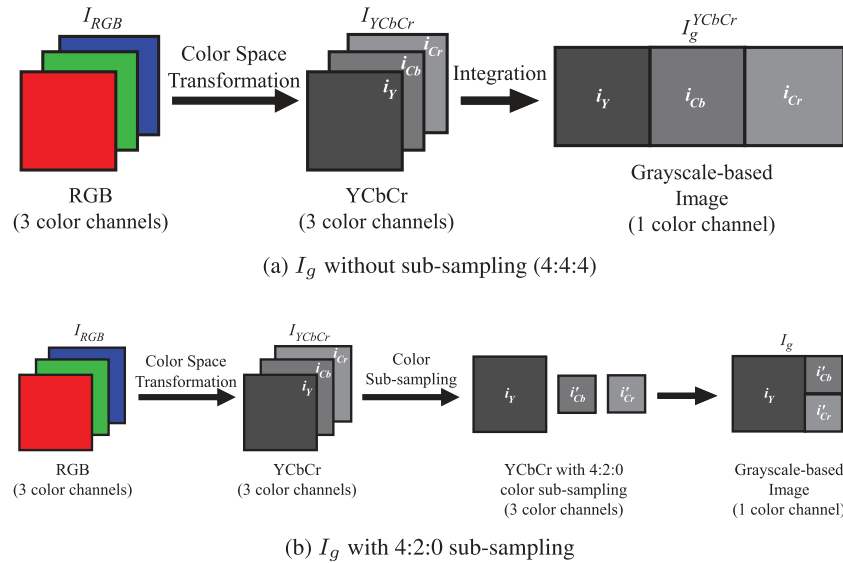 I_RGB
Color Space
Transformation
I_YCbCr
i_Cr
i_Cb
i_Y
Integration
I_g^YCbCr
i_Y
i_Cb
i_Cr
RGB
(3 color channels)
YCbCr
(3 color channels)
Grayscale-based
Image
(1 color channel)
(a) I_g without sub-sampling (4:4:4)
I_RGB
Color Space
Transformation
I_YCbCr
i_Cr
i_Cb
i_Y
Color
Sub-sampling
i_Y
i'_Cb
i'_Cr
I_g
i_Y
i'_Cb
i'_Cr
RGB
(3 color channels)
YCbCr
(3 color channels)
YCbCr with 4:2:0
color sub-sampling
(3 color channels)
Grayscale-based
Image
(1 color channel)
(b) I_g with 4:2:0 sub-sampling